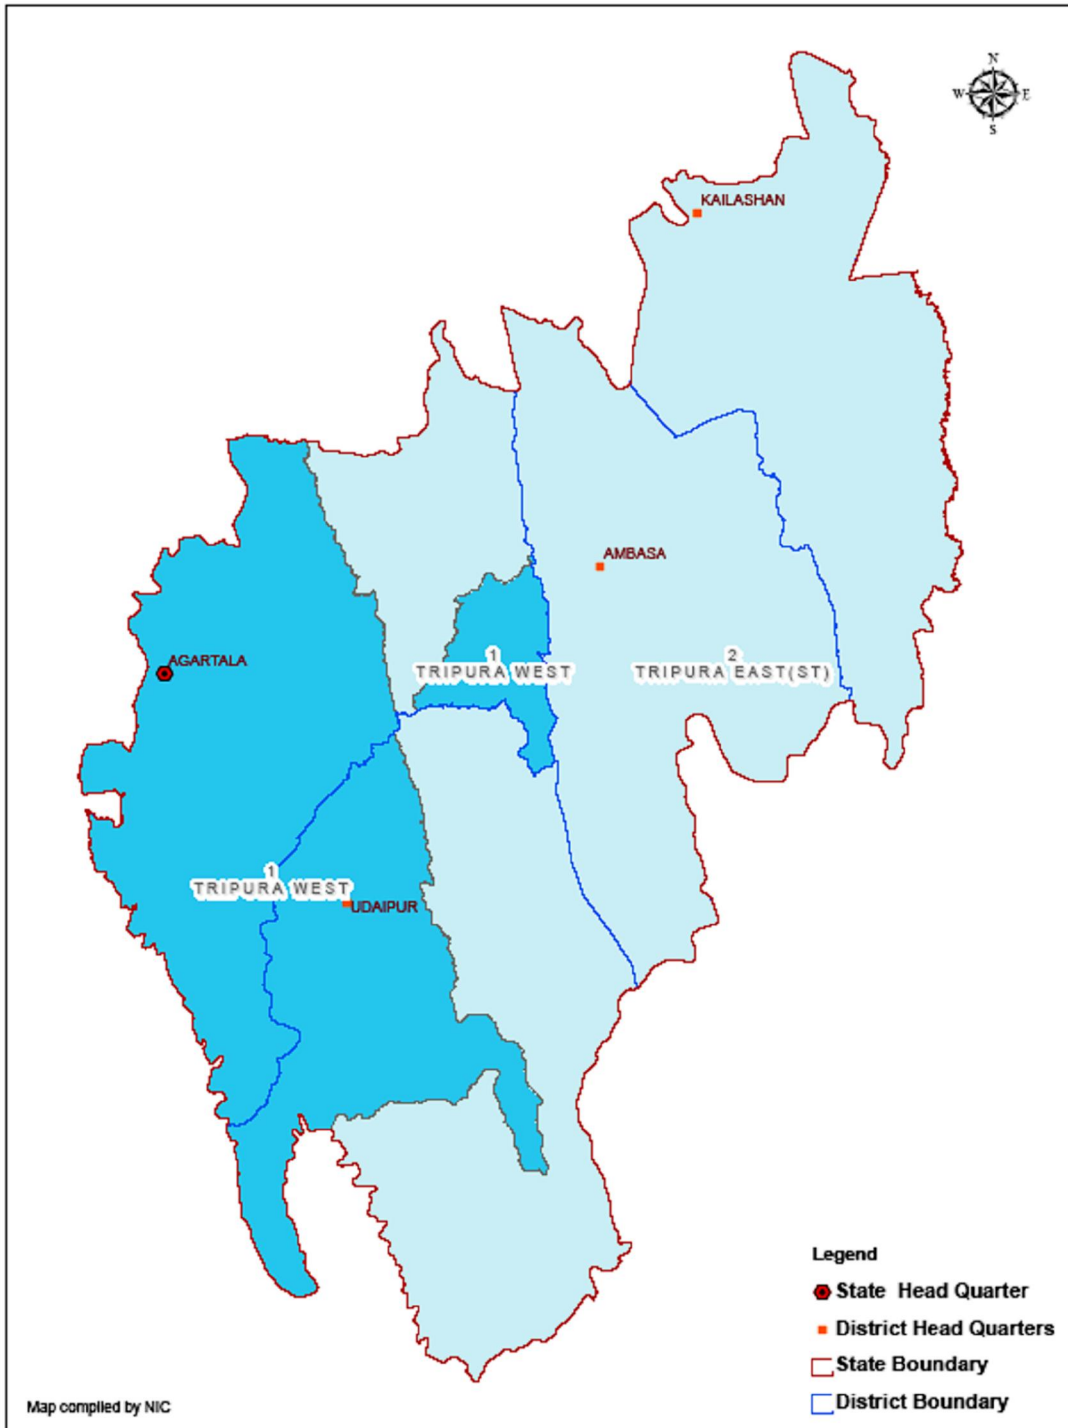 N
W E
S
KAILASHAN
AMBASA
AGARTALA
1
TRIPURA WEST
2
TRIPURA EAST(ST)
1
TRIPURA WEST
UDAIPUR
Legend
State Head Quarter
District Head Quarters
State Boundary
District Boundary
Map compiled by NIC